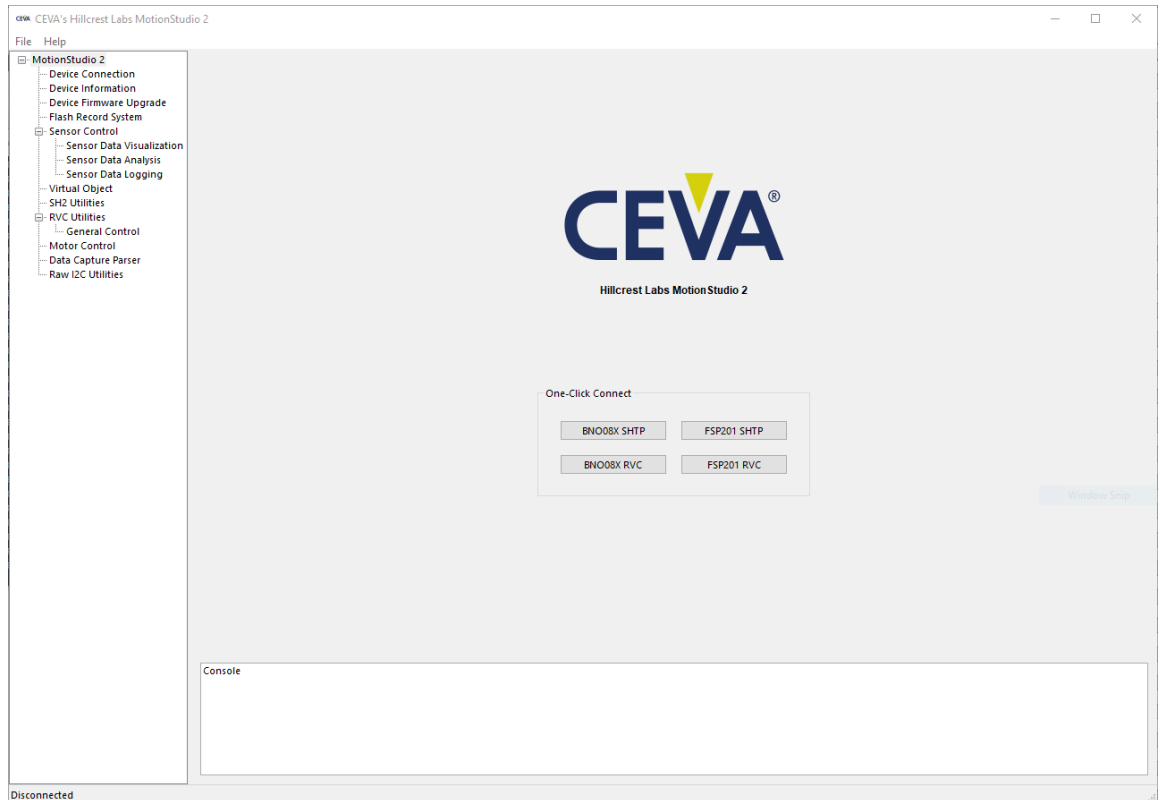 CEVA CEVA's Hillcrest Labs MotionStudio 2
File Help
MotionStudio 2
Device Connection
Device Information
Device Firmware Upgrade
Flash Record System
Sensor Control
Sensor Data Visualization
Sensor Data Analysis
Sensor Data Logging
Virtual Object
SH2 Utilities
RVC Utilities
General Control
Motor Control
Data Capture Parser
Raw I2C Utilities
CEVA®
Hillcrest Labs MotionStudio 2
One-Click Connect
BNO08X SHTP FSP201 SHTP
BNO08X RVC FSP201 RVC
Window Snip
Console
Disconnected